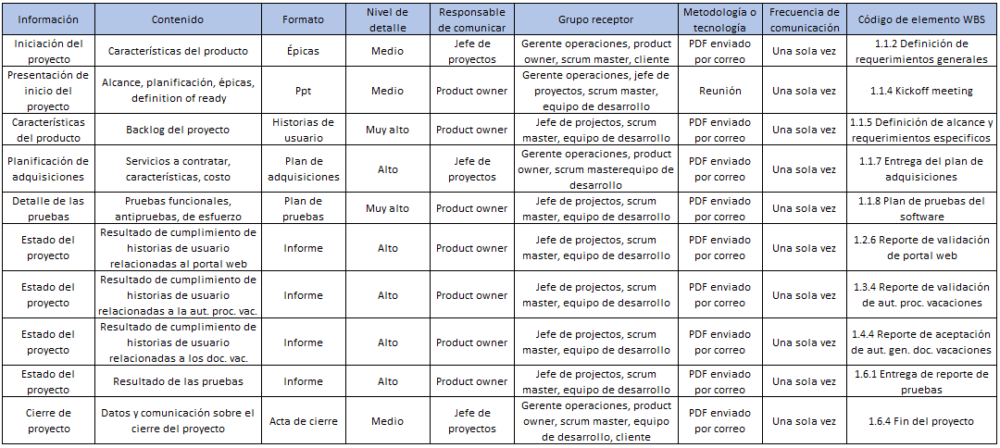 Información Contenido Formato Nivel de detalle Responsable de comunicar Grupo receptor Metodología o tecnología Frecuencia de comunicación Código de elemento WBS
Iniciación del proyecto Características del producto Épicas Medio Jefe de proyectos Gerente operaciones, product owner, scrum master, cliente PDF enviado por correo Una sola vez 1.1.2 Definición de requerimientos generales
Presentación de inicio del proyecto Alcance, planificación, épicas, definition of ready Ppt Medio Product owner Gerente operaciones, jefe de proyectos, scrum master, equipo de desarrollo Reunión Una sola vez 1.1.4 Kickoff meeting
Características del producto Backlog del proyecto Historias de usuario Muy alto Product owner Jefe de projectos, scrum master, equipo de desarrollo PDF enviado por correo Una sola vez 1.1.5 Definición de alcance y requerimientos especificos
Planificación de adquisiciones Servicios a contratar, características, costo Plan de adquisiciones Alto Jefe de proyectos Gerente operaciones, product owner, scrum masterequipo de desarrollo PDF enviado por correo Una sola vez 1.1.7 Entrega del plan de adquisiciones
Detalle de las pruebas Pruebas funcionales, antipruebas, de esfuerzo Plan de pruebas Muy alto Product owner Jefe de projectos, scrum master, equipo de desarrollo PDF enviado por correo Una sola vez 1.1.8 Plan de pruebas del software
Estado del proyecto Resultado de cumplimiento de historias de usuario relacionadas al portal web Informe Alto Product owner Jefe de projectos, scrum master, equipo de desarrollo PDF enviado por correo Una sola vez 1.2.6 Reporte de validación de portal web
Estado del proyecto Resultado de cumplimiento de historias de usuario relacionadas a la aut. proc. vac. Informe Alto Product owner Jefe de projectos, scrum master, equipo de desarrollo PDF enviado por correo Una sola vez 1.3.4 Reporte de validación de aut. proc. vacaciones
Estado del proyecto Resultado de cumplimiento de historias de usuario relacionadas a los doc. vac. Informe Alto Product owner Jefe de projectos, scrum master, equipo de desarrollo PDF enviado por correo Una sola vez 1.4.4 Reporte de aceptación de aut. gen. doc. vacaciones
Estado del proyecto Resultado de las pruebas Informe Alto Product owner Jefe de projectos, scrum master, equipo de desarrollo PDF enviado por correo Una sola vez 1.6.1 Entrega de reporte de pruebas
Cierre de proyecto Datos y comunicación sobre el cierre del proyecto Acta de cierre Medio Jefe de proyectos Gerente operaciones, product owner, scrum master, equipo de desarrollo, cliente PDF enviado por correo Una sola vez 1.6.4 Fin del proyecto